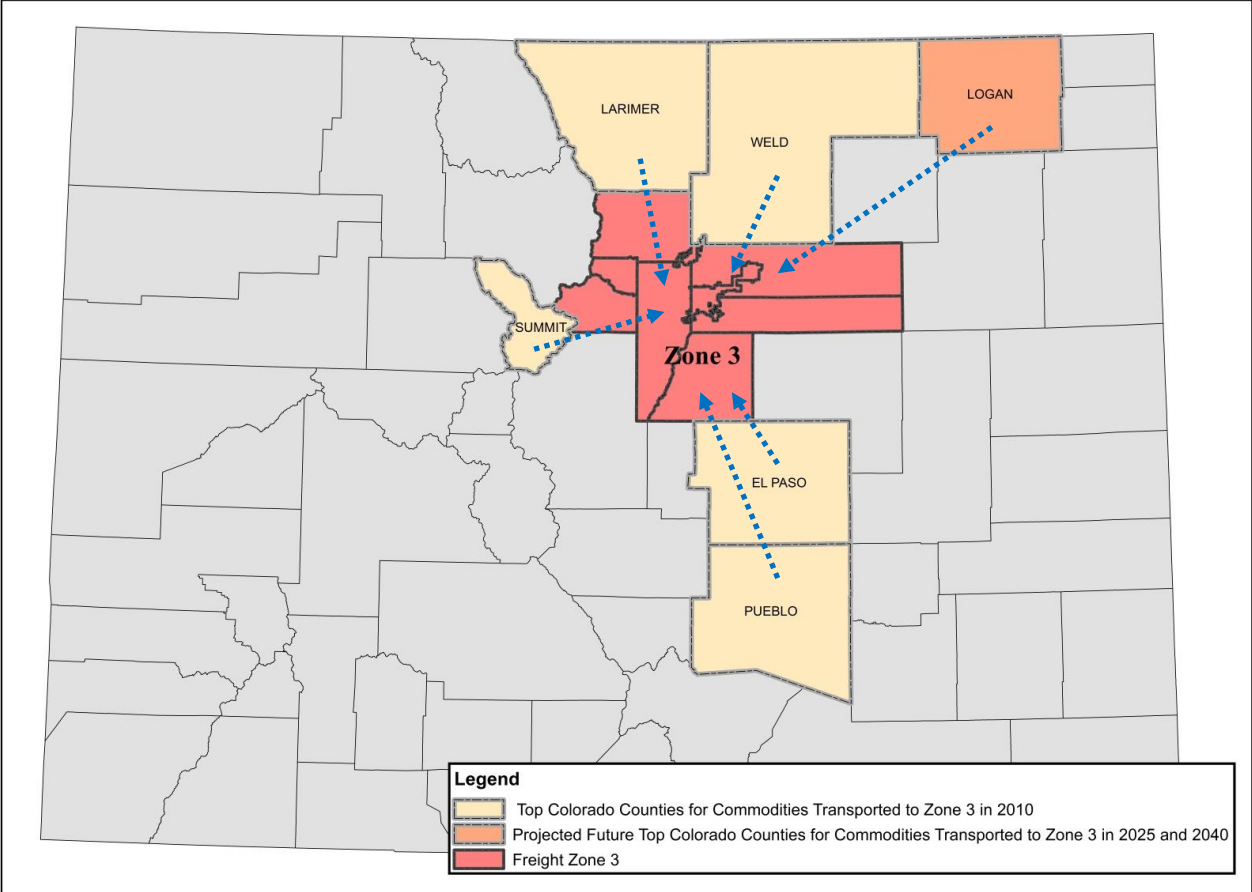 LARIMER
LOGAN
WELD
SUMMIT
Zone 3
EL PASO
PUEBLO
Legend
Top Colorado Counties for Commodities Transported to Zone 3 in 2010
Projected Future Top Colorado Counties for Commodities Transported to Zone 3 in 2025 and 2040
Freight Zone 3